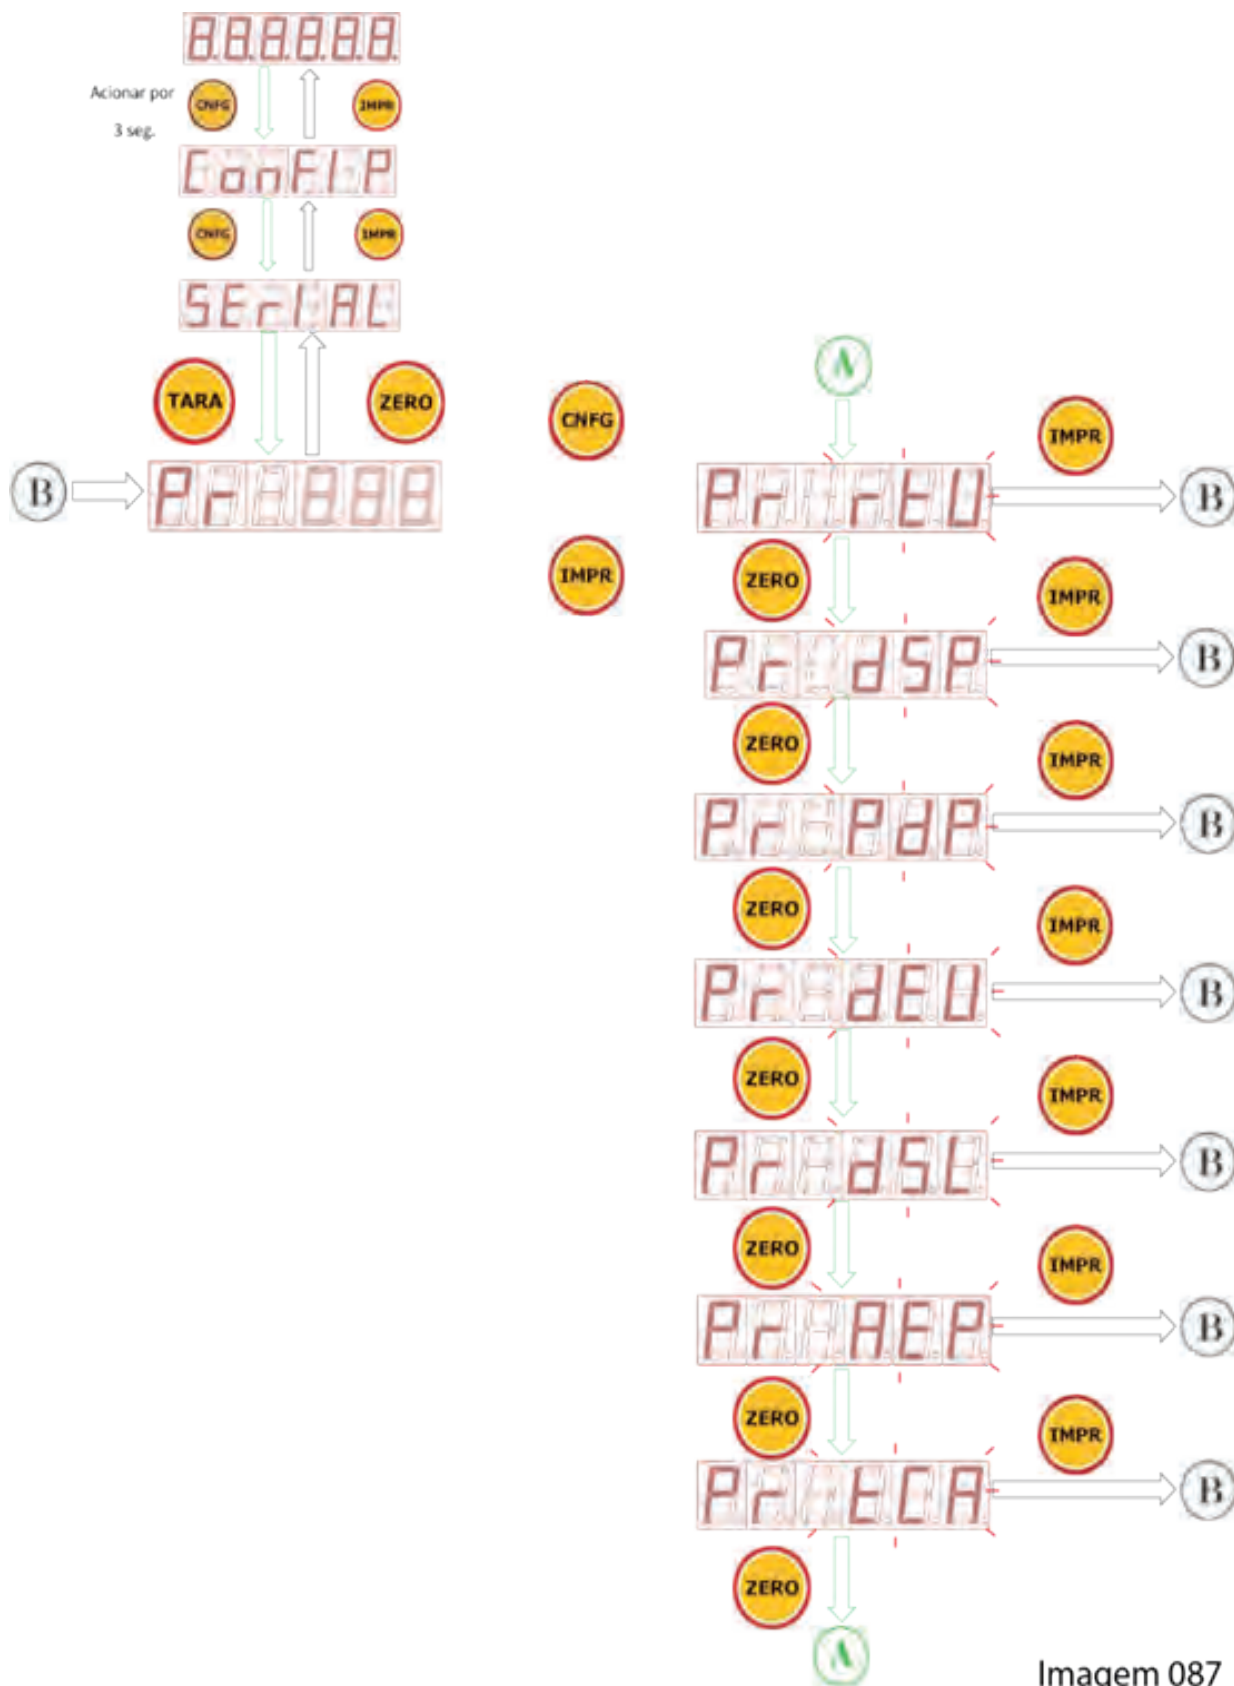 8.8.8.8.8.8.
Acionar por
CNFG
IMPR
3 seg.
ConFIP
CNFG
IMPR
SErIAL
TARA
ZERO
B
Pr 888
CNFG
IMPR
A
IMPR
Pr rtU
B
ZERO
IMPR
Pr dSP
B
ZERO
IMPR
Pr PdP
B
ZERO
IMPR
Pr dEU
B
ZERO
IMPR
Pr dSL
B
ZERO
IMPR
Pr AEP
B
ZERO
IMPR
Pr tCA
B
ZERO
A
Imagem 087